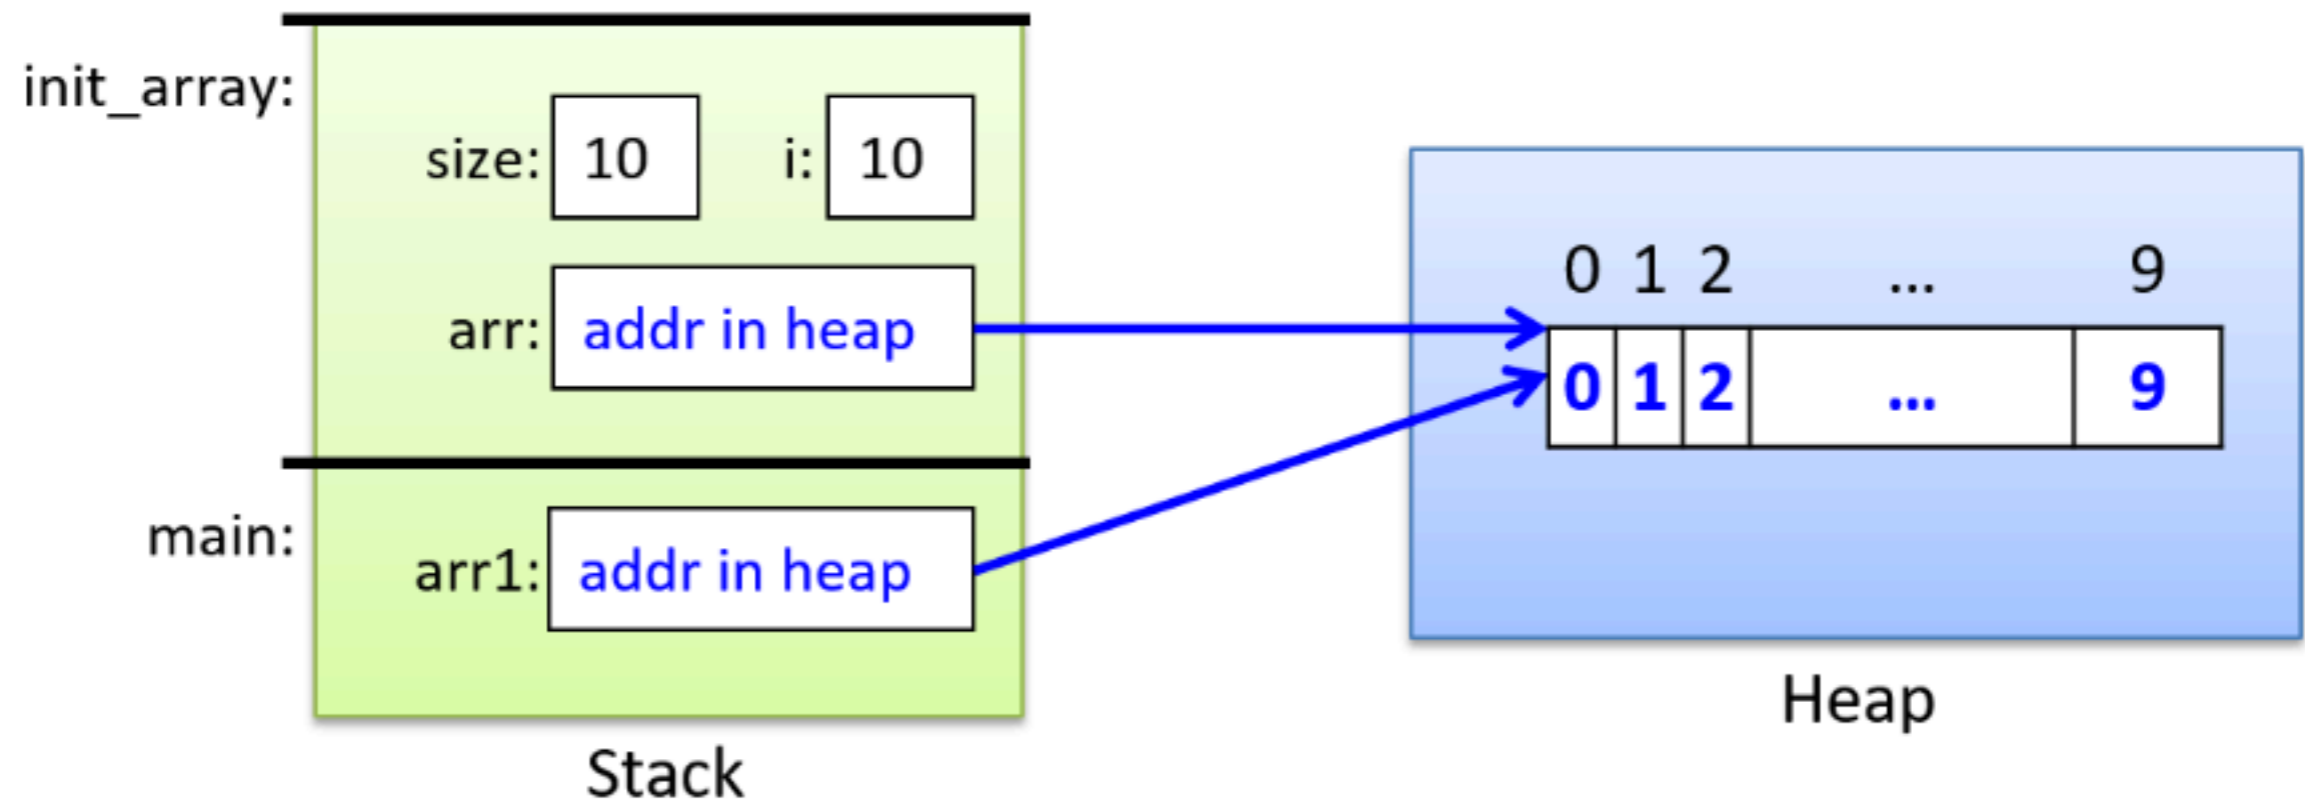 init_array:
size: 10 i: 10
arr: addr in heap
main:
arr1: addr in heap
Stack
0 1 2 ... 9
0 1 2 ... 9
Heap